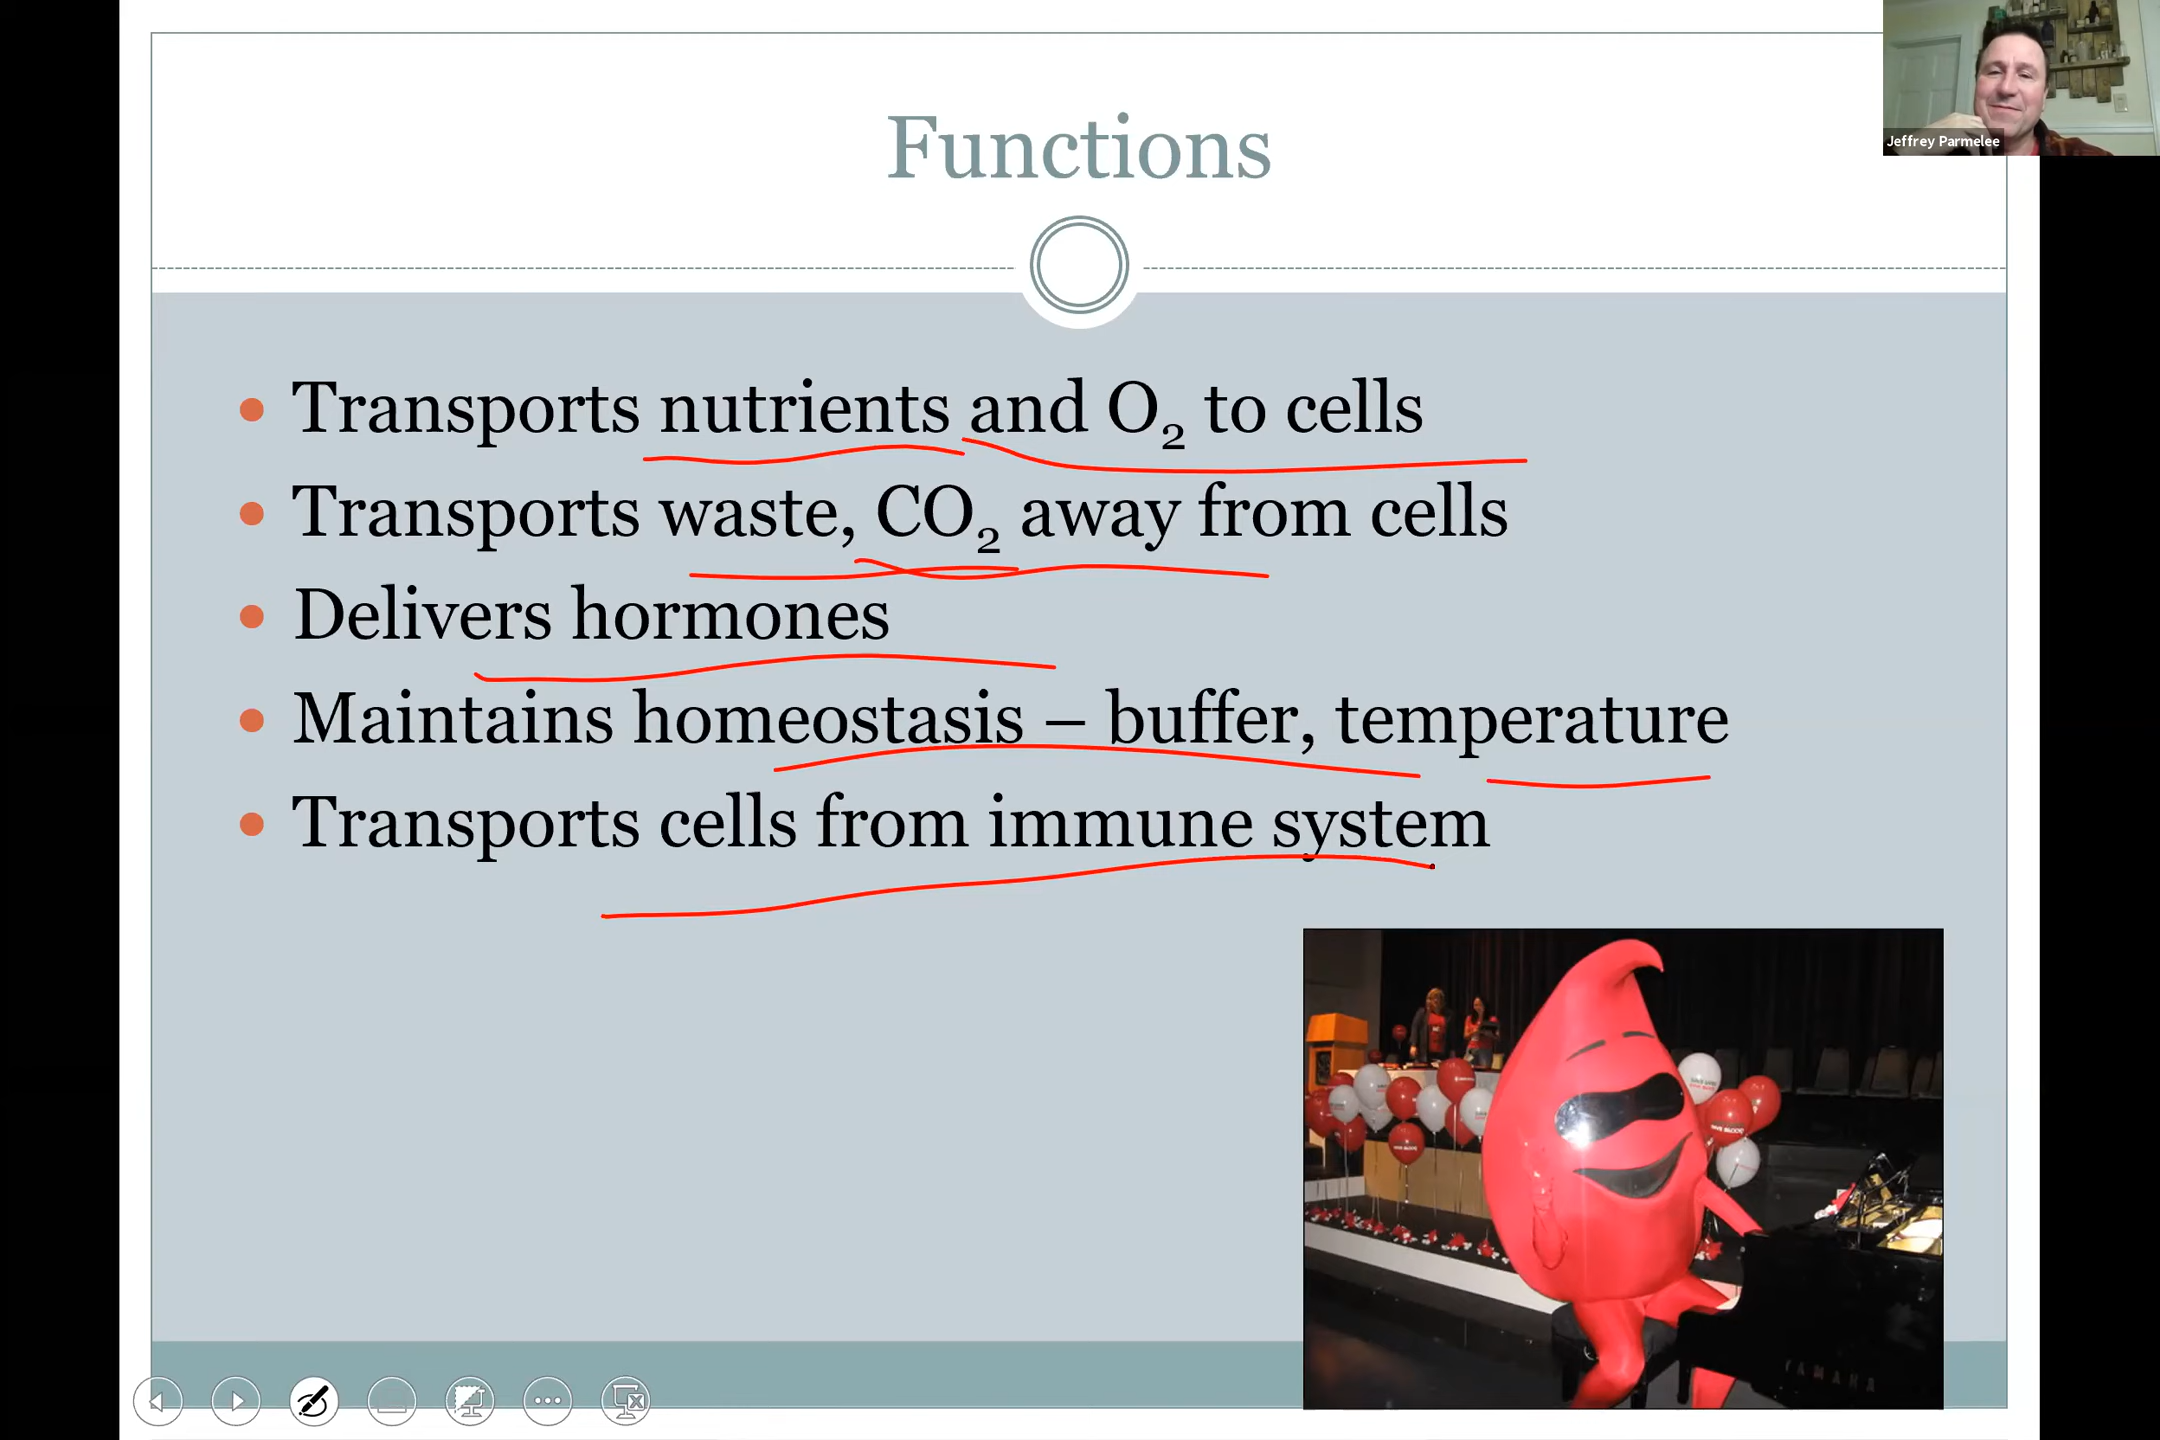 Jeffrey Parmelee
Functions
• Transports nutrients and O₂ to cells
• Transports waste, CO₂ away from cells
• Delivers hormones
• Maintains homeostasis – buffer, temperature
• Transports cells from immune system
YAMAHA